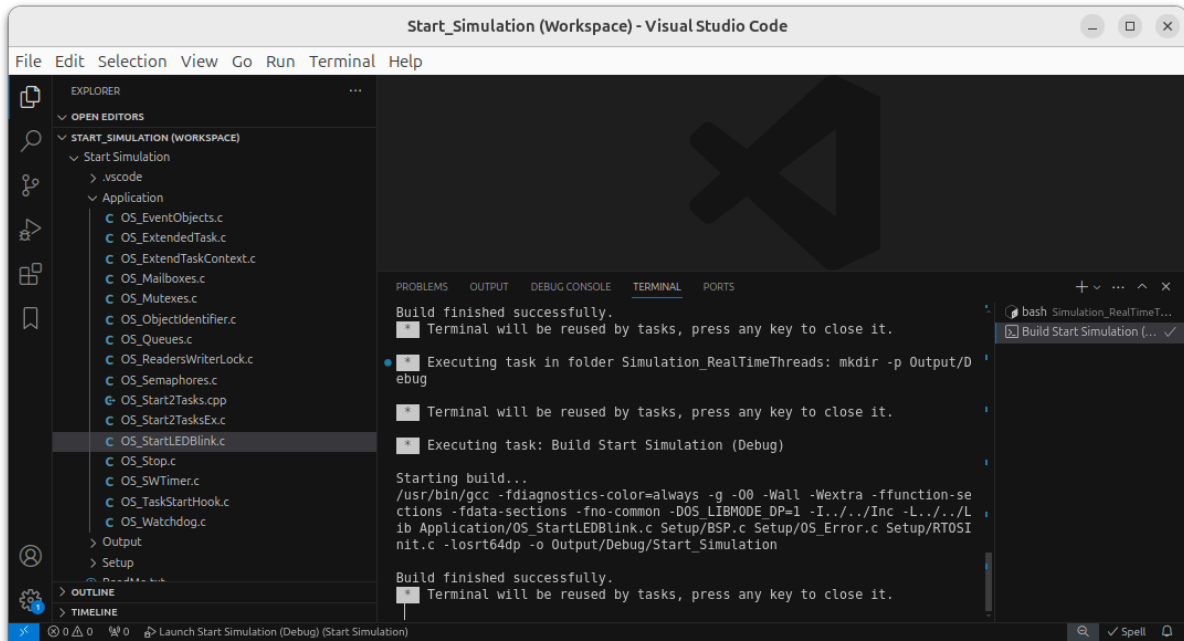 Start_Simulation (Workspace) - Visual Studio Code
File Edit Selection View Go Run Terminal Help
EXPLORER
OPEN EDITORS
START_SIMULATION (WORKSPACE)
Start Simulation
.vscode
Application
C OS_EventObjects.c
C OS_ExtendedTask.c
C OS_ExtendTaskContext.c
C OS_Mailboxes.c
C OS_Mutexes.c
C OS_ObjectIdentifier.c
C OS_Queues.c
C OS_ReadersWriterLock.c
C OS_Semaphores.c
OS_Start2Tasks.cpp
C OS_Start2TasksEx.c
C OS_StartLEDBlink.c
C OS_Stop.c
C OS_SWTimer.c
C OS_TaskStartHook.c
C OS_Watchdog.c
Output
Setup
ReadMe.txt
OUTLINE
TIMELINE
PROBLEMS OUTPUT DEBUG CONSOLE TERMINAL PORTS
Build finished successfully.
* Terminal will be reused by tasks, press any key to close it.
* Executing task in folder Simulation_RealTimeThreads: mkdir -p Output/D
ebug
* Terminal will be reused by tasks, press any key to close it.
* Executing task: Build Start Simulation (Debug)
Starting build...
/usr/bin/gcc -fdiagnostics-color=always -g -O0 -Wall -Wextra -ffunction-se
ctions -fdata-sections -fno-common -DOS_LIBMODE_DP=1 -I../../Inc -L../../L
ib Application/OS_StartLEDBlink.c Setup/BSP.c Setup/OS_Error.c Setup/RTOSI
nit.c -losrt64dp -o Output/Debug/Start_Simulation
Build finished successfully.
* Terminal will be reused by tasks, press any key to close it.
bash Simulation_RealTimeT...
Build Start Simulation (...
1
0 0 0 Launch Start Simulation (Debug) (Start Simulation)
Spell